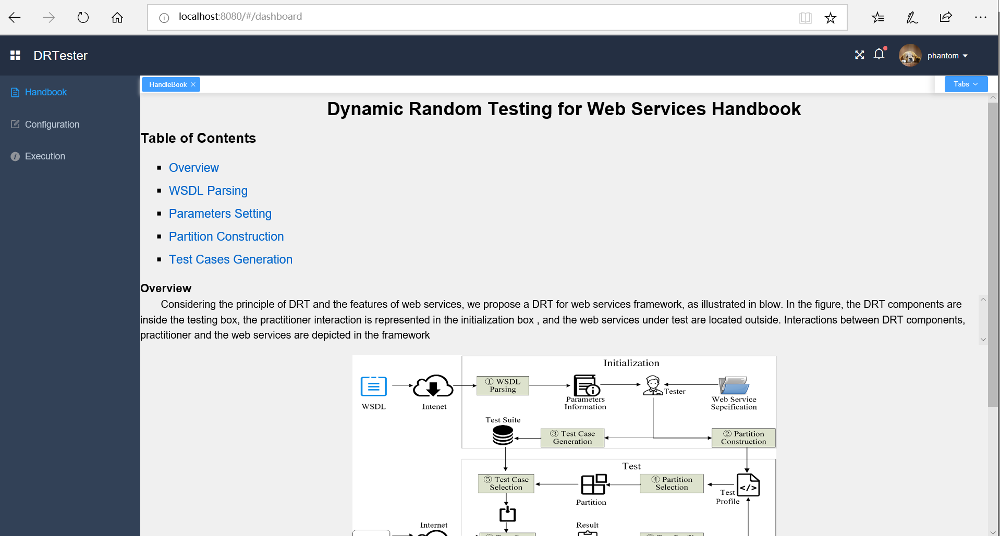 localhost:8080/#/dashboard
DRTester
phantom
Handbook
Configuration
Execution
HandleBook
Tabs
Dynamic Random Testing for Web Services Handbook
Table of Contents
Overview
WSDL Parsing
Parameters Setting
Partition Construction
Test Cases Generation
Overview
Considering the principle of DRT and the features of web services, we propose a DRT for web services framework, as illustrated in blow. In the figure, the DRT components are
inside the testing box, the practitioner interaction is represented in the initialization box , and the web services under test are located outside. Interactions between DRT components,
practitioner and the web services are depicted in the framework
Initialization
WSDL
Intenet
① WSDL
Parsing
Parameters
Information
Tester
Web Service
Sepcification
Test Suite
③ Test Case
Generation
② Partition
Construction
Test
⑤ Test Case
Selection
Partition
④ Partition
Selection
Test
Profile
Internet
Result